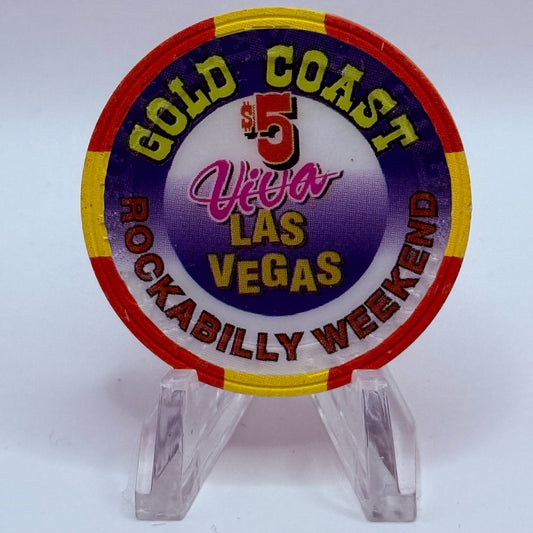 GOLD COAST
$5
Viva
LAS
VEGAS
ROCKABILLY WEEKEND